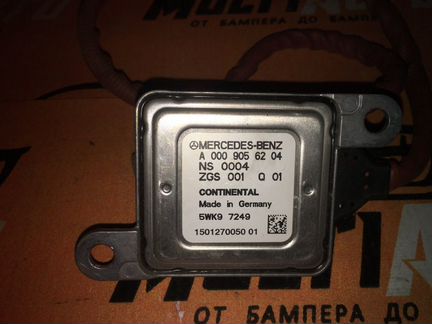 ОТ БАМПЕРА ДО
MERCEDES-BENZ
A 000 905 62 04
NS 0004
ZGS 001 Q 01
CONTINENTAL
Made in Germany
5WK9 7249
1501270050 01
ОТ БАМПЕРА ДО